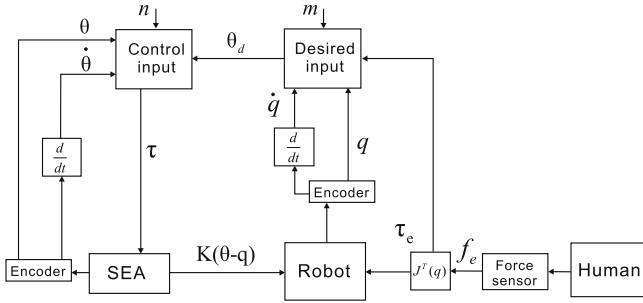 n
m
θ
θ̇
Control
input
θ_d
Desired
input
d/dt
τ
q̇
d/dt
q
Encoder
τ_e
Encoder
SEA
K(θ-q)
Robot
J^T(q)
f_e
Force
sensor
Human